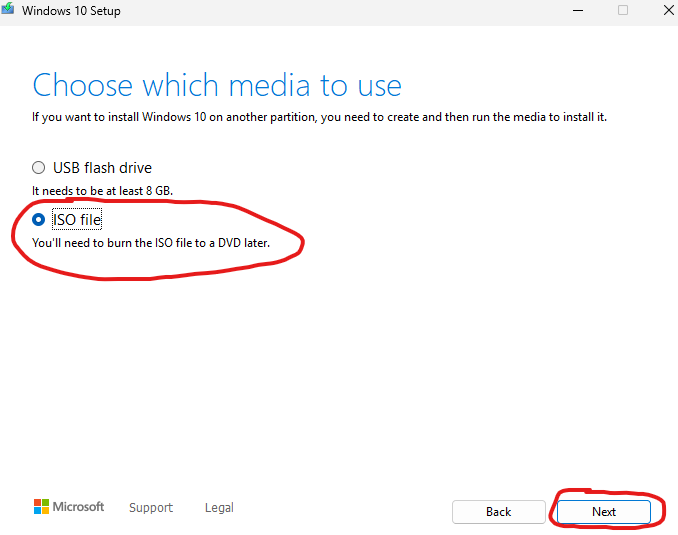 Windows 10 Setup
Choose which media to use
If you want to install Windows 10 on another partition, you need to create and then run the media to install it.
USB flash drive
It needs to be at least 8 GB.
ISO file
You'll need to burn the ISO file to a DVD later.
Microsoft Support Legal Back Next